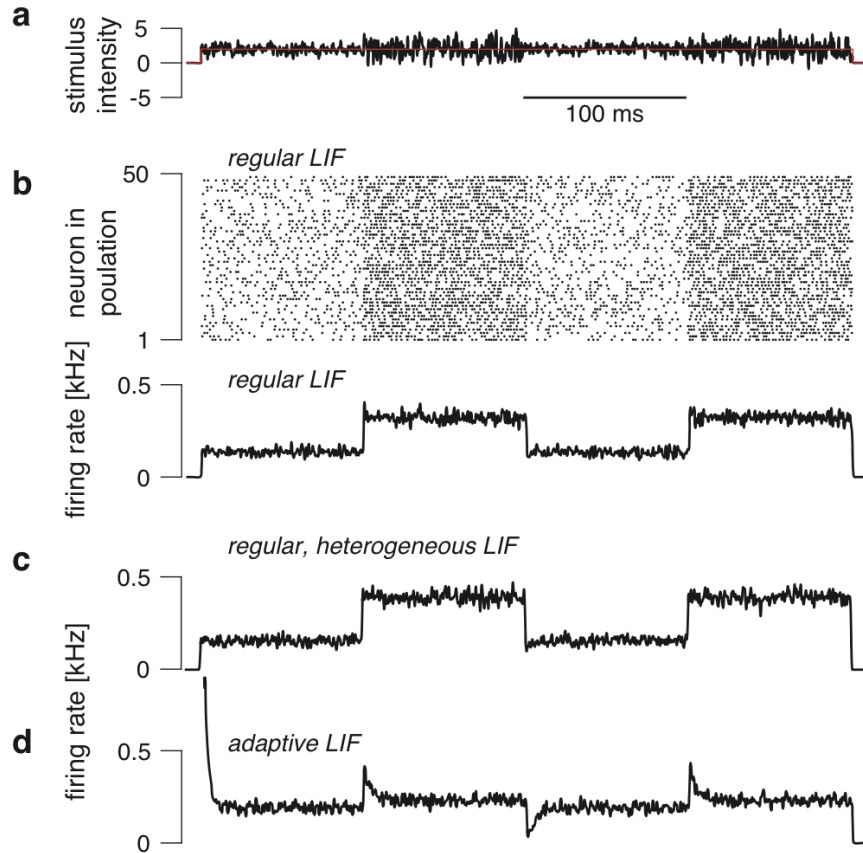 a
stimulus
intensity
5
0
-5
100 ms
b
regular LIF
neuron in
poulation
50
1
firing rate [kHz]
regular LIF
0.5
0
c
regular, heterogeneous LIF
0.5
0
firing rate [kHz]
d
adaptive LIF
0.5
0